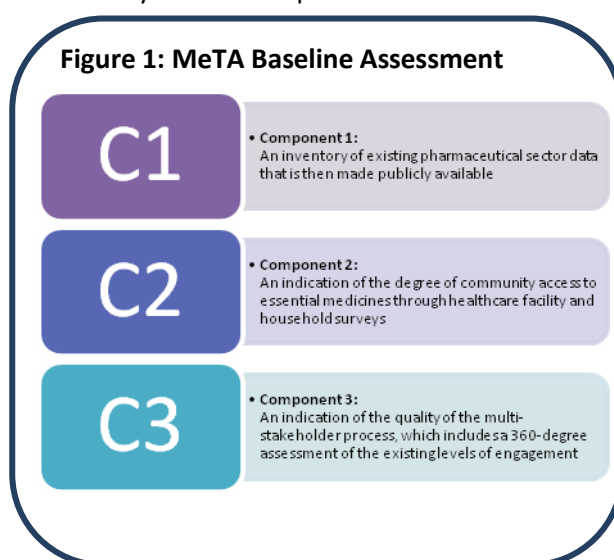 Figure 1: MeTA Baseline Assessment
C1
• Component 1:
An inventory of existing pharmaceutical sector data
that is then made publicly available
C2
• Component 2:
An indication of the degree of community access to
essential medicines through healthcare facility and
household surveys
C3
• Component 3:
An indication of the quality of the multi-
stakeholder process, which includes a 360-degree
assessment of the existing levels of engagement